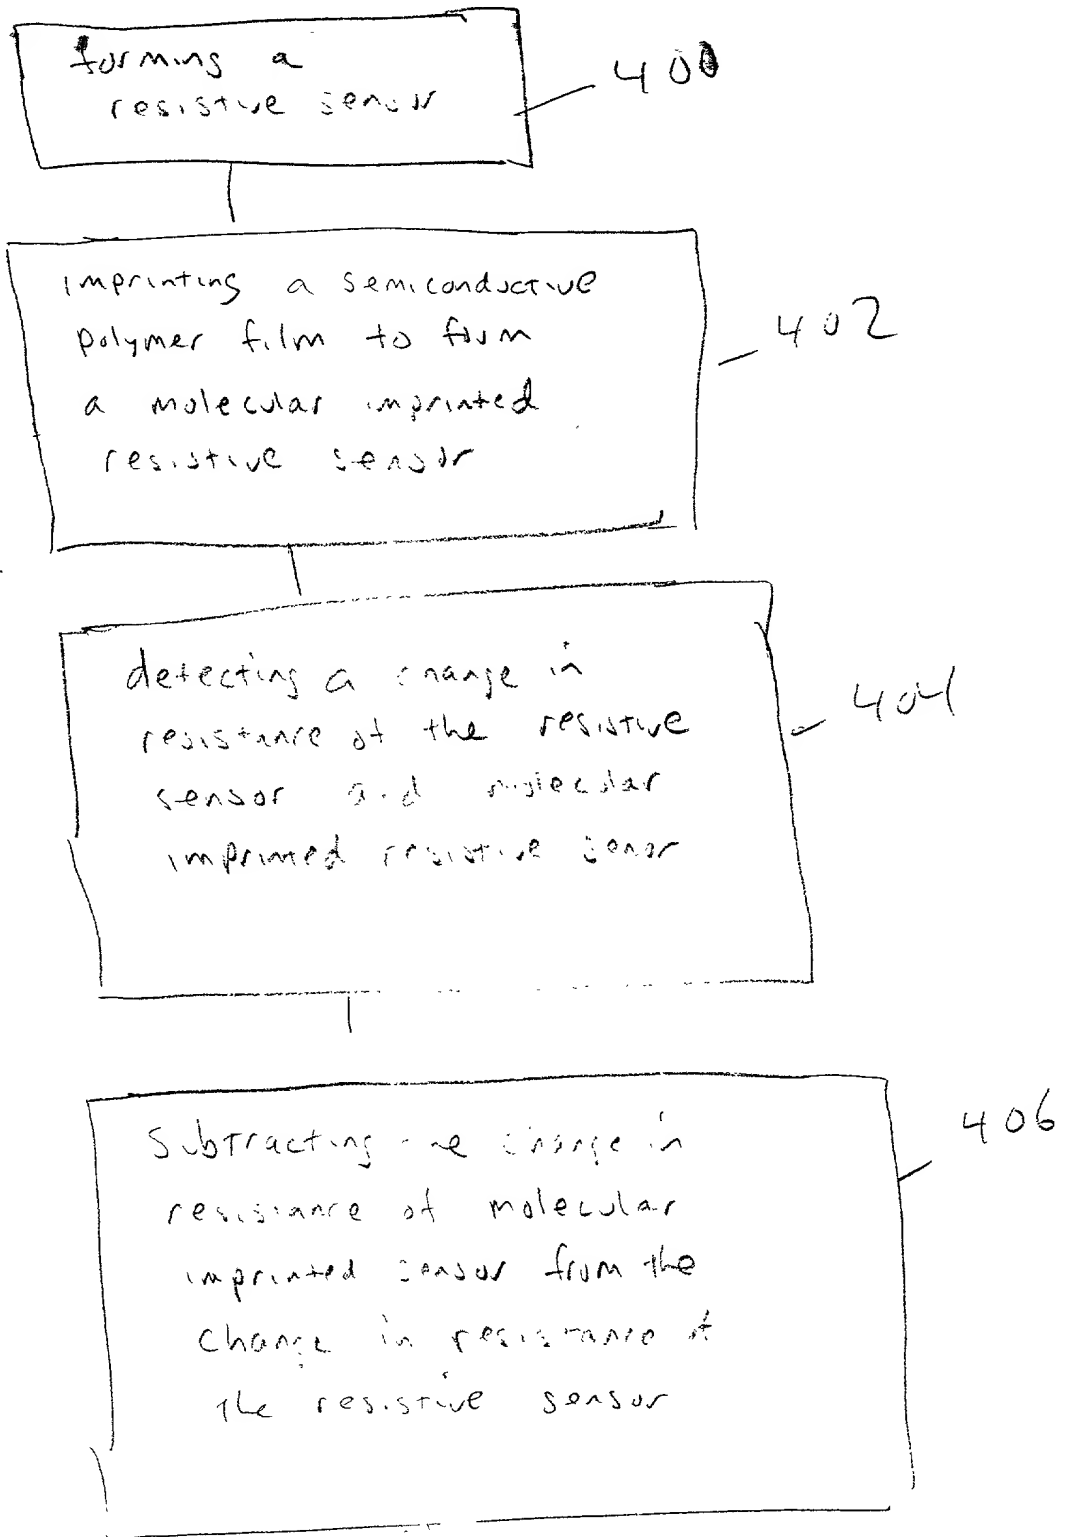 forming a
resistive sensor
400
imprinting a semiconductive
polymer film to form
a molecular imprinted
resistive sensor
402
detecting a change in
resistance of the resistive
sensor and molecular
imprinted resistive senor
404
Subtracting the change in
resistance of molecular
imprinted sensor from the
change in resistance of
the resistive sensor
406